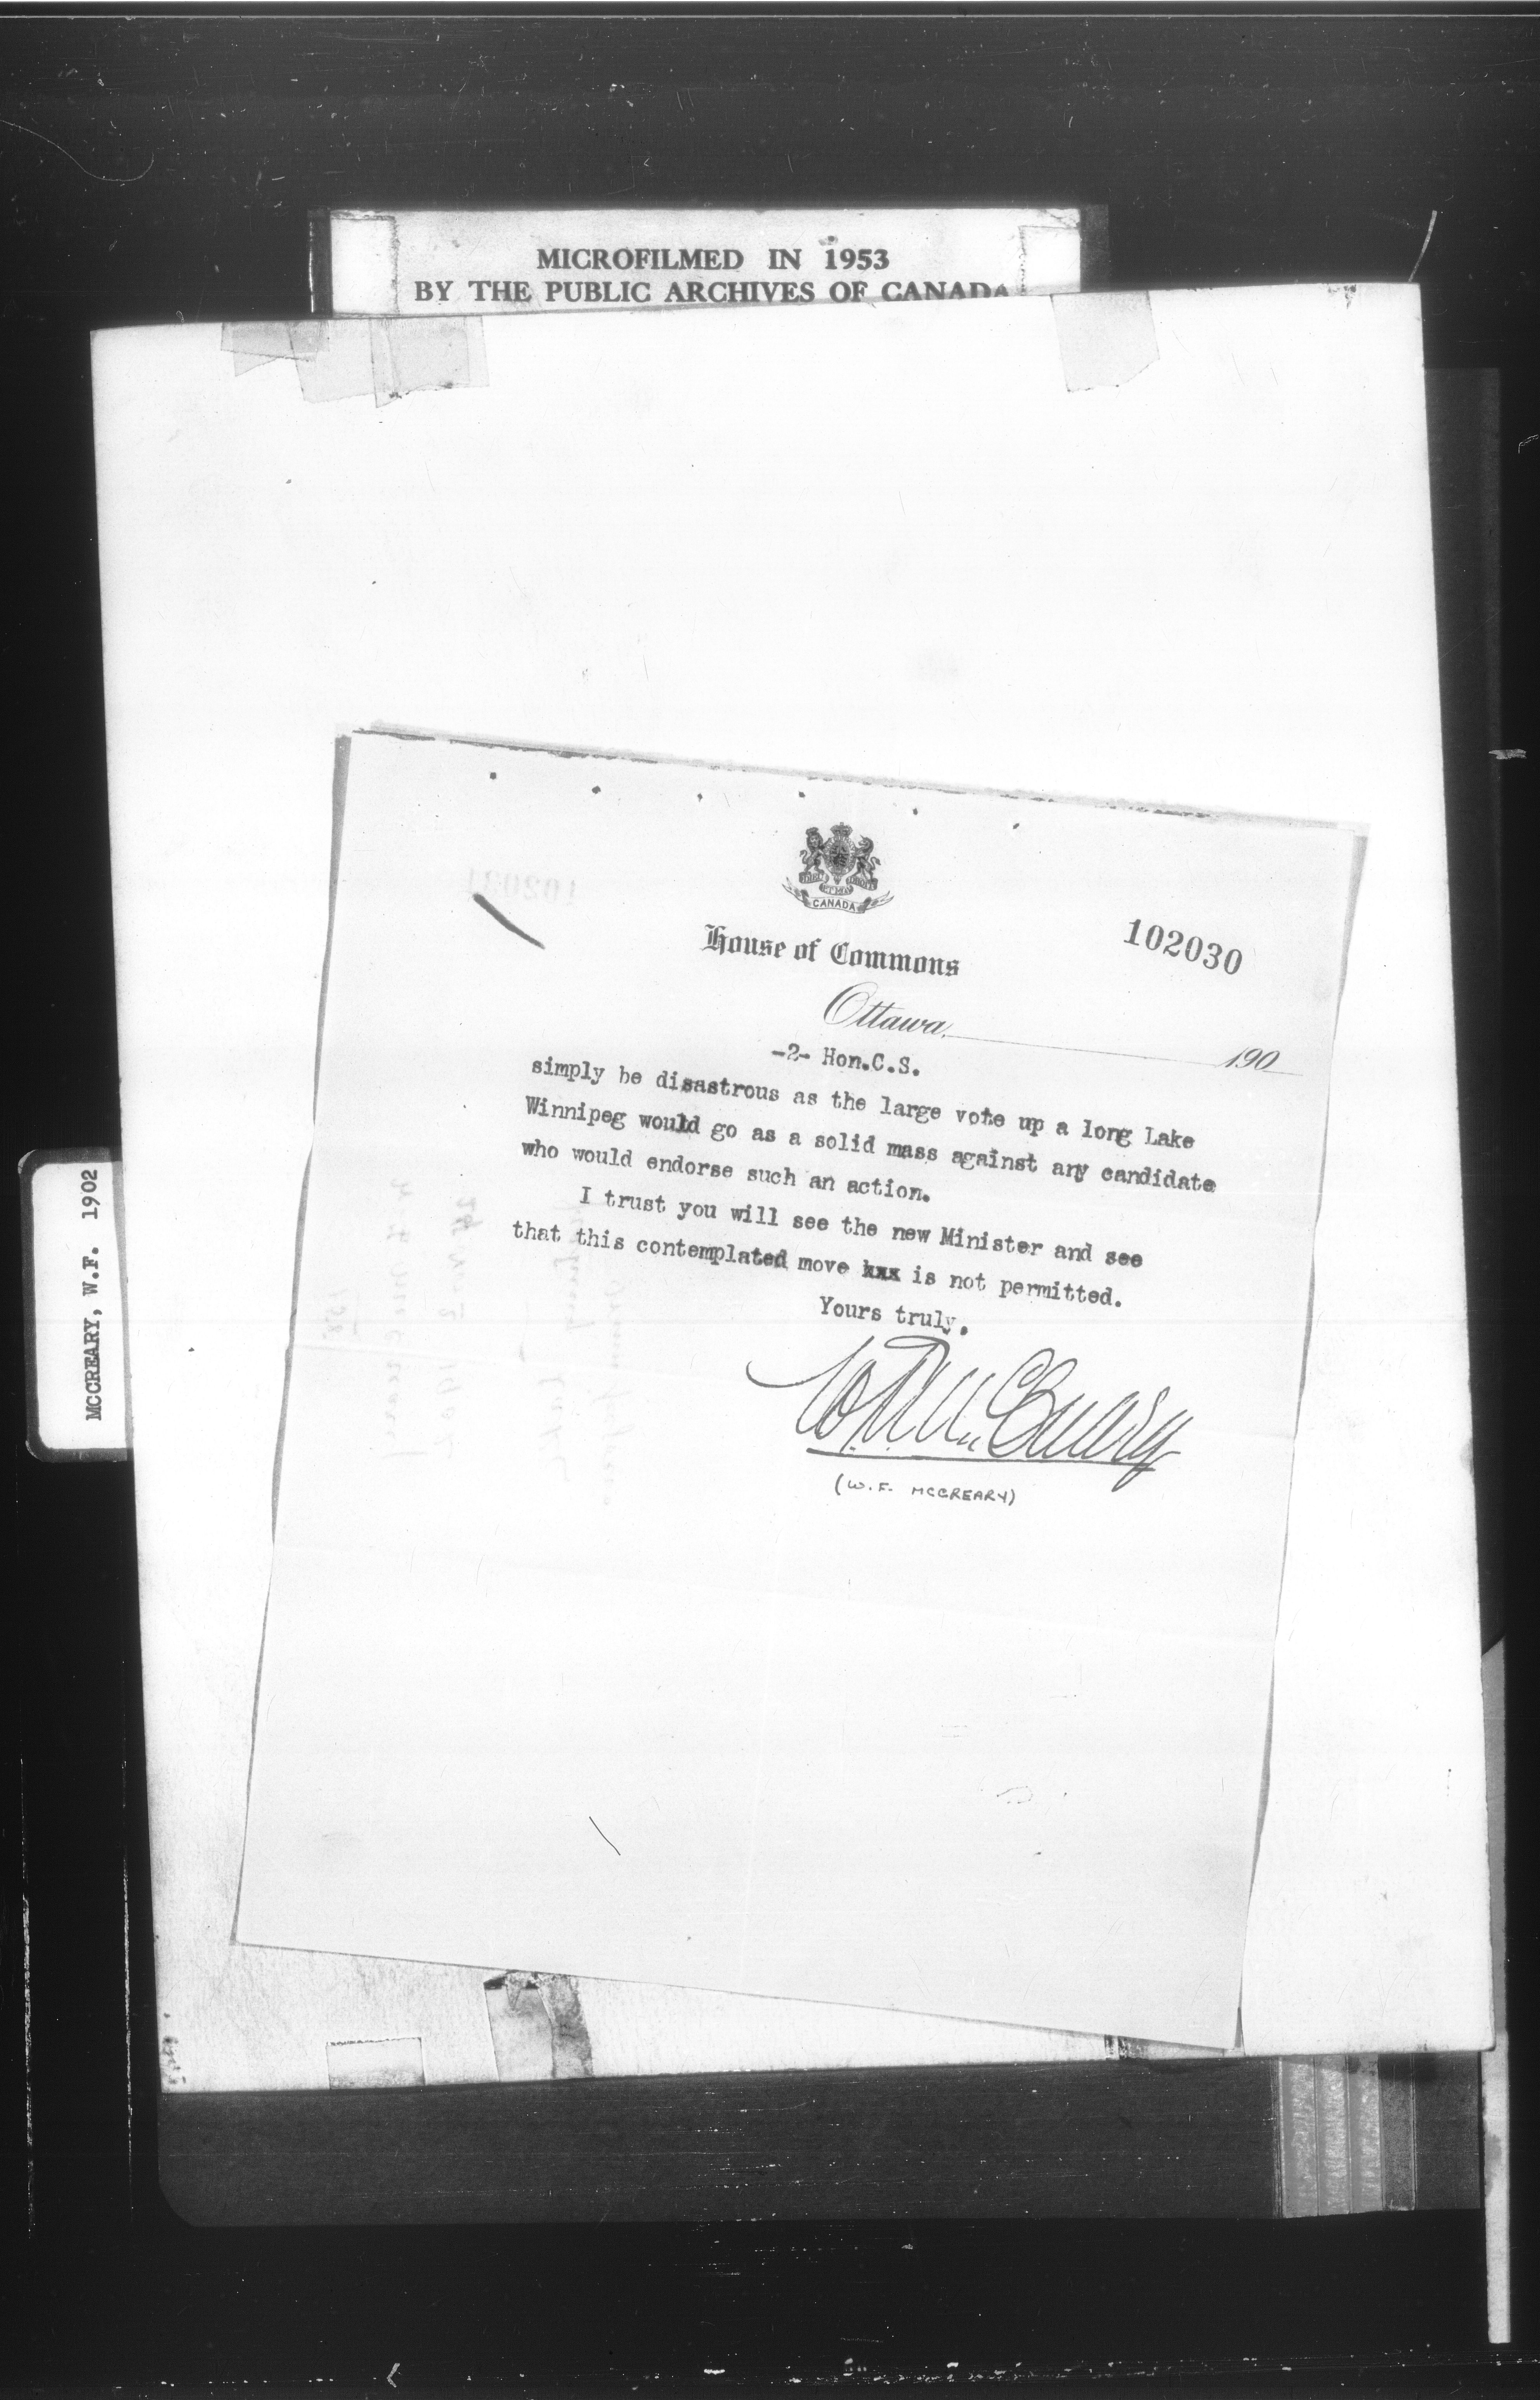 MICROFILMED IN 1953
BY THE PUBLIC ARCHIVES OF CANADA
CANADA
House of Commons
102030
Ottawa, 190
-2- Hon.C.S.
simply be disastrous as the large vote up a long Lake
Winnipeg would go as a solid mass against any candidate
who would endorse such an action.
I trust you will see the new Minister and see
that this contemplated move xxx is not permitted.
Yours truly.
W.F. McCreary
(W.F. MCCREARY)
MCCREARY, W.F. 1902